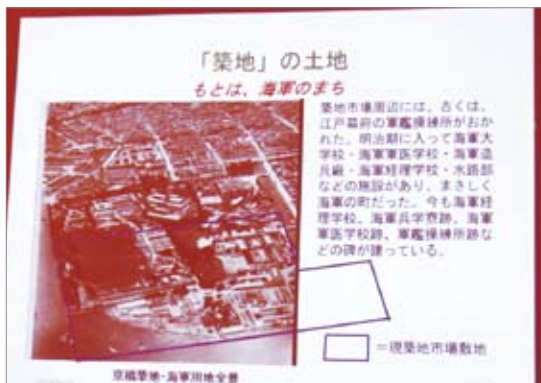 「築地」の土地
もとは、海軍のまち
築地市場周辺には、古くは、
江戸幕府の軍艦操練所がおか
れた。明治期に入って海軍大
学校・海軍軍医学校・海軍造
兵廠・海軍経理学校・水路部
などの施設があり、まさしく
海軍の町だった。今も海軍経
理学校、海軍兵学寮跡、海軍
軍医学校跡、軍艦操練所跡な
どの碑が建っている。
=現築地市場敷地
京橋築地・海軍用地全景